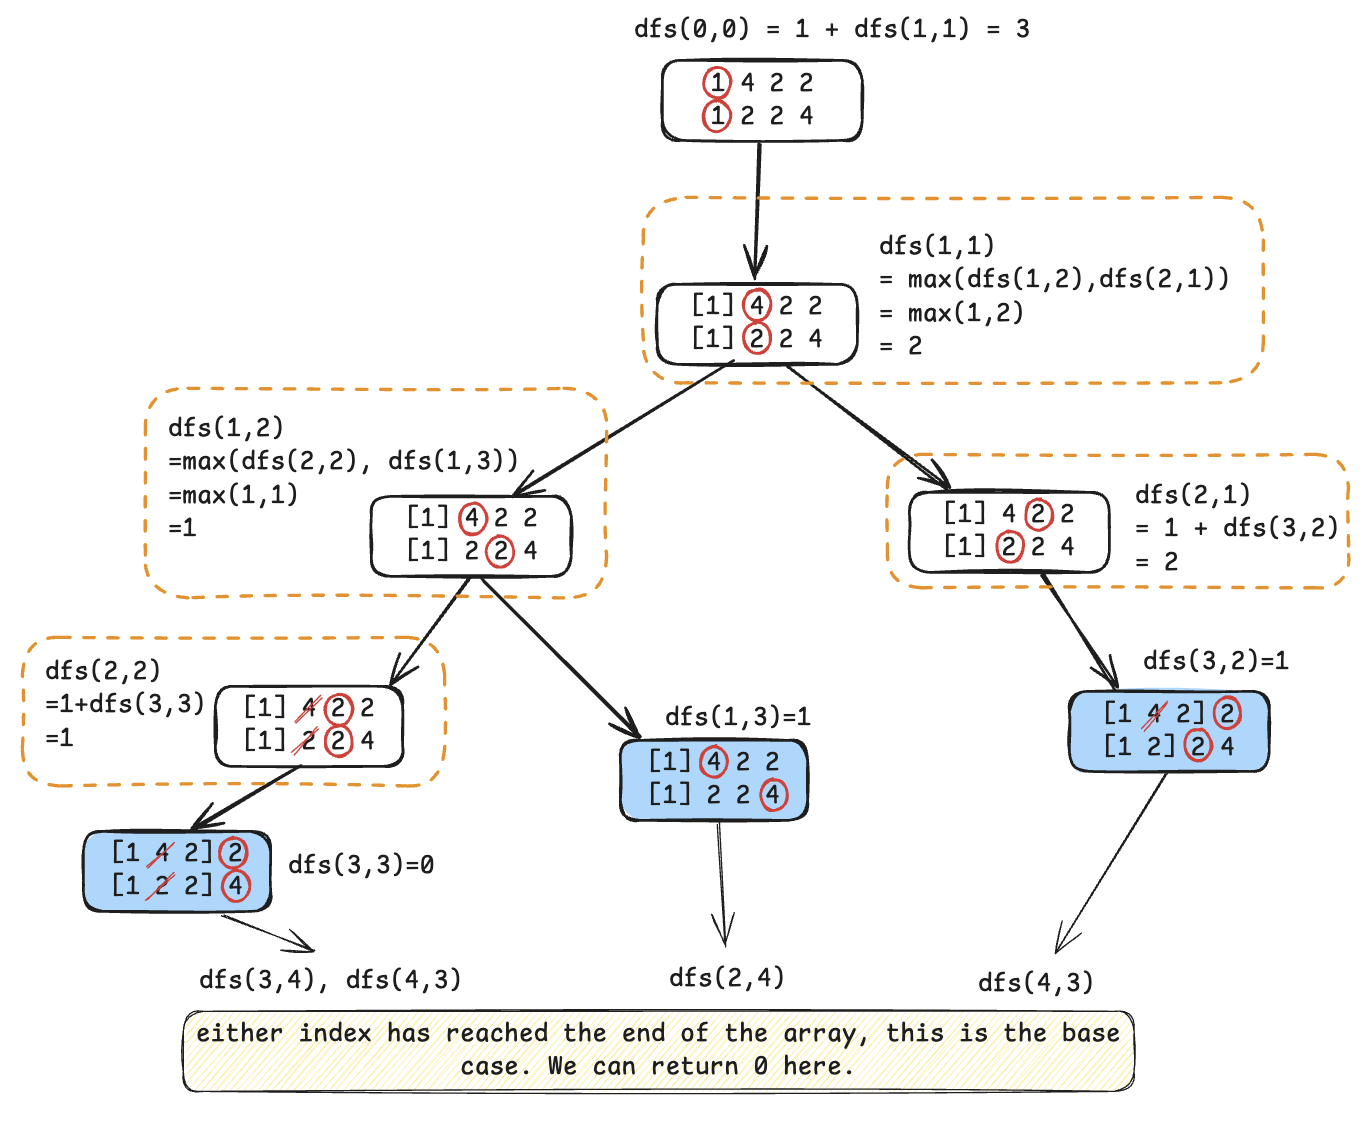 dfs(0,0) = 1 + dfs(1,1) = 3
1 4 2 2
1 2 2 4
dfs(1,1)
= max(dfs(1,2),dfs(2,1))
= max(1,2)
= 2
[1] 4 2 2
[1] 2 2 4
dfs(1,2)
=max(dfs(2,2), dfs(1,3))
=max(1,1)
=1
[1] 4 2 2
[1] 2 2 4
[1] 4 2 2
[1] 2 2 4
dfs(2,1)
= 1 + dfs(3,2)
= 2
dfs(2,2)
=1+dfs(3,3)
=1
[1] 4 2 2
[1] 2 2 4
dfs(1,3)=1
[1] 4 2 2
[1] 2 2 4
dfs(3,2)=1
[1 4 2] 2
[1 2] 2 4
[1 4 2] 2
[1 2 2] 4
dfs(3,3)=0
dfs(3,4), dfs(4,3)
dfs(2,4)
dfs(4,3)
either index has reached the end of the array, this is the base
case. We can return 0 here.